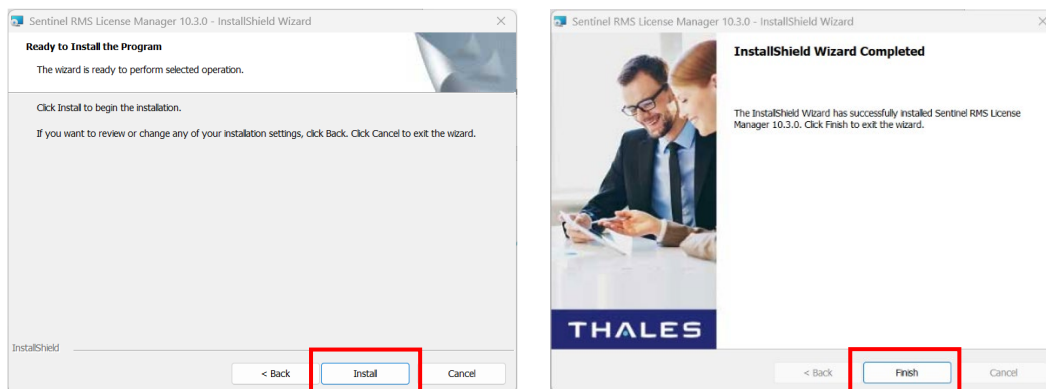 Sentinel RMS License Manager 10.3.0 - InstallShield Wizard
Ready to Install the Program
The wizard is ready to perform selected operation.
Click Install to begin the installation.
If you want to review or change any of your installation settings, click Back. Click Cancel to exit the wizard.
InstallShield
< Back
Install
Cancel
Sentinel RMS License Manager 10.3.0 - InstallShield Wizard
InstallShield Wizard Completed
The InstallShield Wizard has successfully installed Sentinel RMS License
Manager 10.3.0. Click Finish to exit the wizard.
THALES
< Back
Finish
Cancel